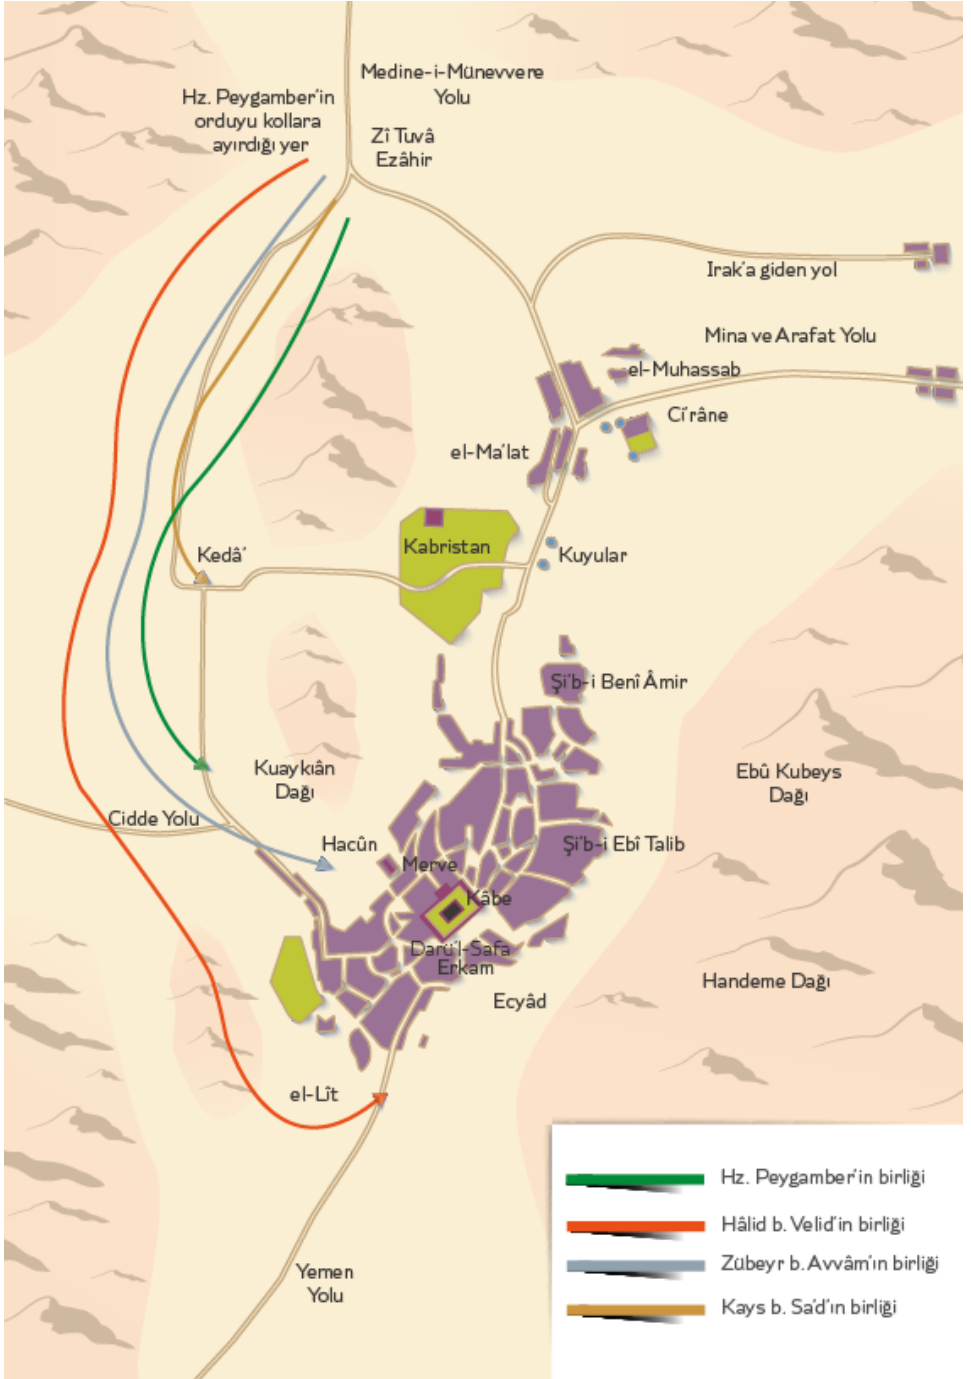 Medine-i-Münevvere
Yolu
Hz. Peygamber'in
orduyu kollara
ayırdığı yer
Zî Tuvâ
Ezâhir
Irak'a giden yol
Mina ve Arafat Yolu
el-Muhassab
Ci'râne
el-Ma'lat
Kabristan
Kedâ'
Kuyular
Şi'b-i Benî Âmir
Kuaykıân
Dağı
Ebû Kubeys
Dağı
Cidde Yolu
Hacûn
Şi'b-i Ebî Talib
Merve
Kâbe
Darü'l-Safa
Erkam
Ecyâd
Handeme Dağı
el-Lît
Yemen
Yolu
Hz. Peygamber'in birliği
Hâlid b. Velid'in birliği
Zübeyr b. Avvâm'ın birliği
Kays b. Sa'd'ın birliği